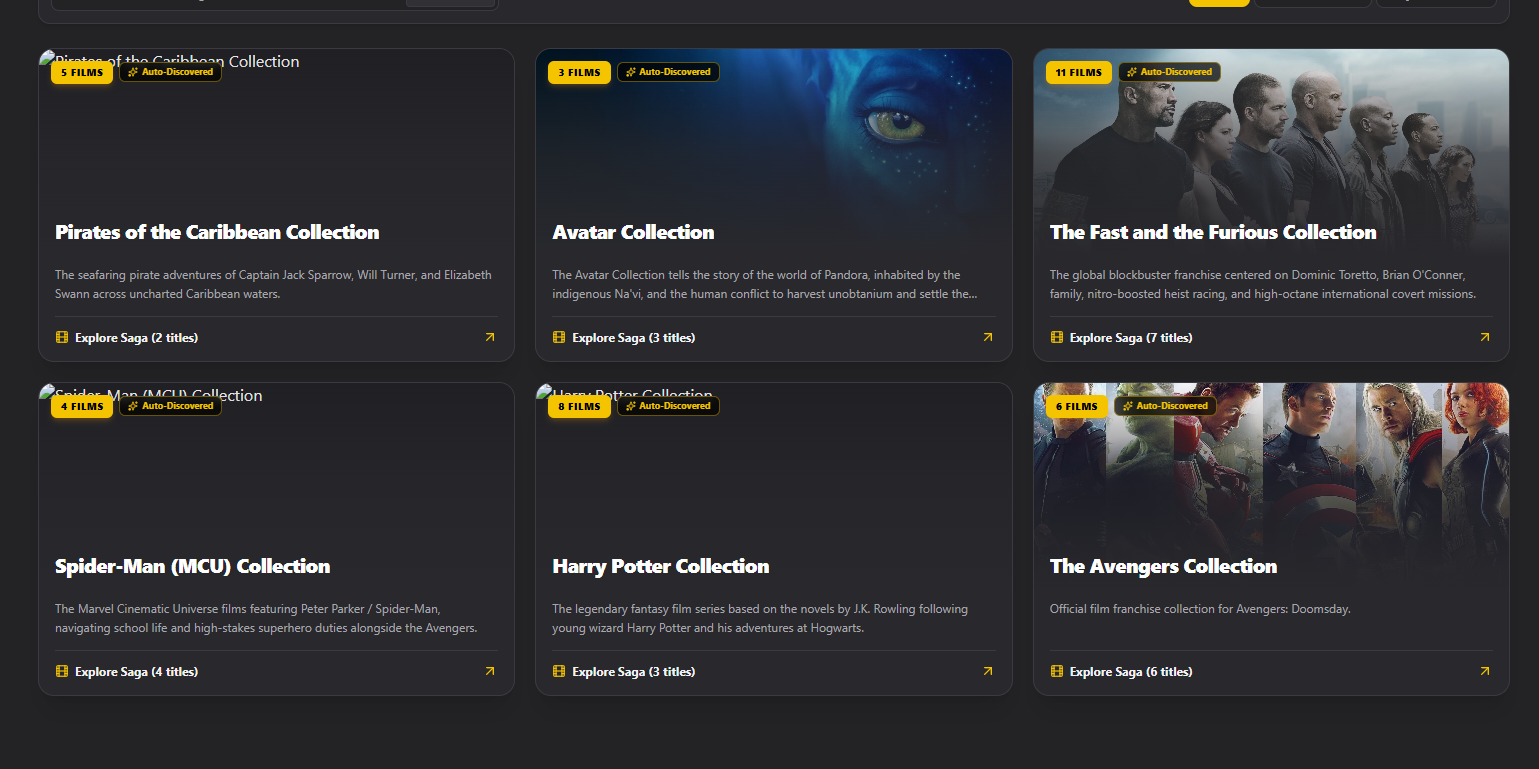 Pirates of the Caribbean Collection
5 FILMS
Auto-Discovered
Pirates of the Caribbean Collection
The seafaring pirate adventures of Captain Jack Sparrow, Will Turner, and Elizabeth
Swann across uncharted Caribbean waters.
Explore Saga (2 titles)
3 FILMS
Auto-Discovered
Avatar Collection
The Avatar Collection tells the story of the world of Pandora, inhabited by the
indigenous Na'vi, and the human conflict to harvest unobtanium and settle the...
Explore Saga (3 titles)
11 FILMS
Auto-Discovered
The Fast and the Furious Collection
The global blockbuster franchise centered on Dominic Toretto, Brian O'Conner,
family, nitro-boosted heist racing, and high-octane international covert missions.
Explore Saga (7 titles)
Spider-Man (MCU) Collection
4 FILMS
Auto-Discovered
Spider-Man (MCU) Collection
The Marvel Cinematic Universe films featuring Peter Parker / Spider-Man,
navigating school life and high-stakes superhero duties alongside the Avengers.
Explore Saga (4 titles)
Harry Potter Collection
8 FILMS
Auto-Discovered
Harry Potter Collection
The legendary fantasy film series based on the novels by J.K. Rowling following
young wizard Harry Potter and his adventures at Hogwarts.
Explore Saga (3 titles)
6 FILMS
Auto-Discovered
The Avengers Collection
Official film franchise collection for Avengers: Doomsday.
Explore Saga (6 titles)